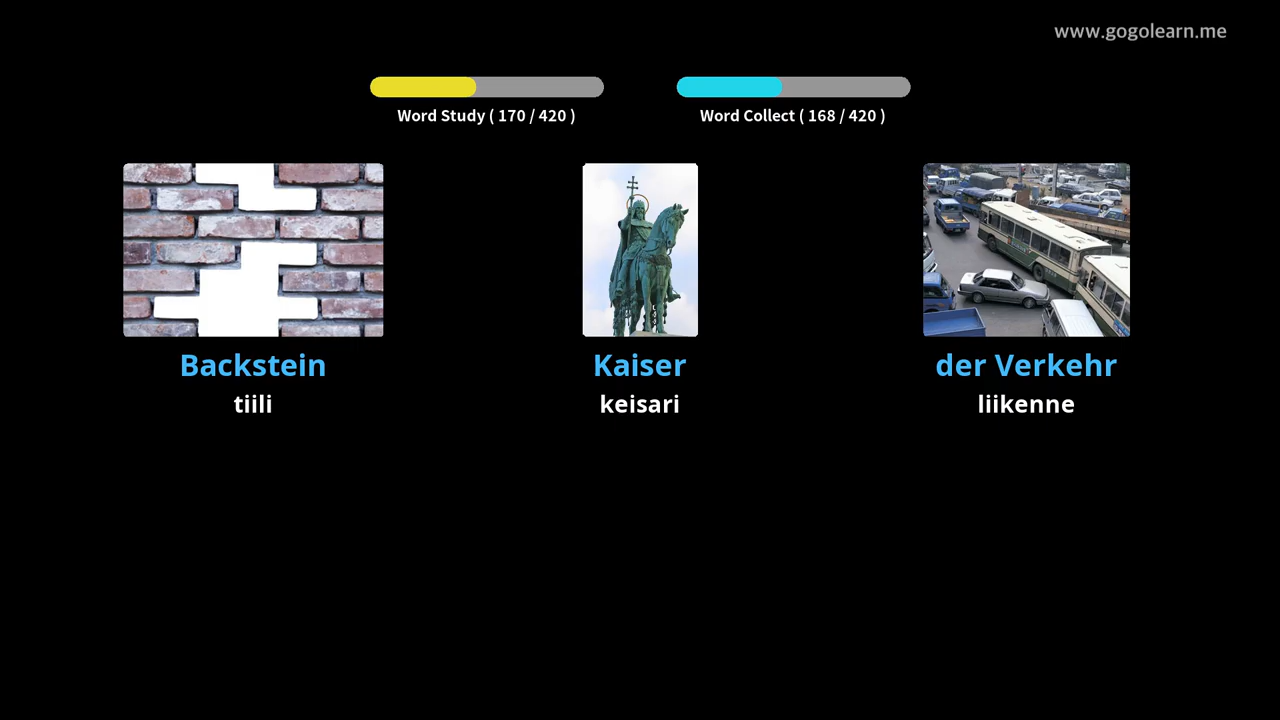 www.gogolearn.me
Word Study ( 170 / 420 )
Word Collect ( 168 / 420 )
Backstein
tiili
Kaiser
keisari
der Verkehr
liikenne